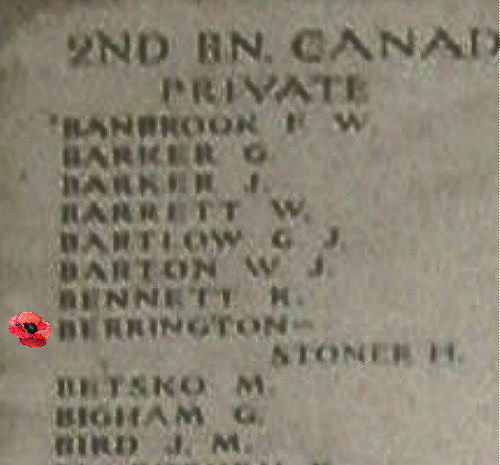 2ND BN. CANAD
PRIVATE
BANBROOK F. W.
BARKER G.
BARKER J.
BARRETT W.
BARTLOW G. J.
BARTON W. J.
BENNETT R.
BERRINGTON-
STONER H.
BETSKO M.
BIGHAM G.
BIRD J. M.